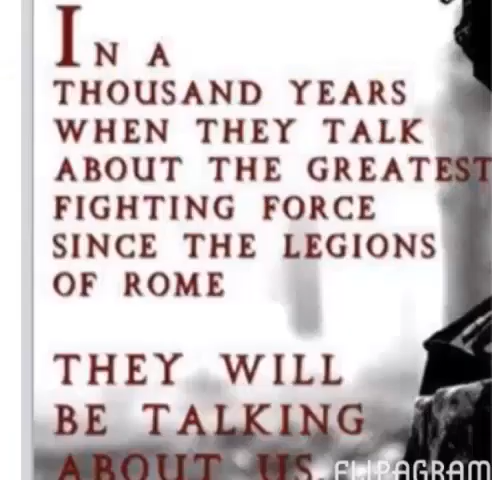 IN A
THOUSAND YEARS
WHEN THEY TALK
ABOUT THE GREATEST
FIGHTING FORCE
SINCE THE LEGIONS
OF ROME
THEY WILL
BE TALKING
ABOUT US.
FLIPAGRAM